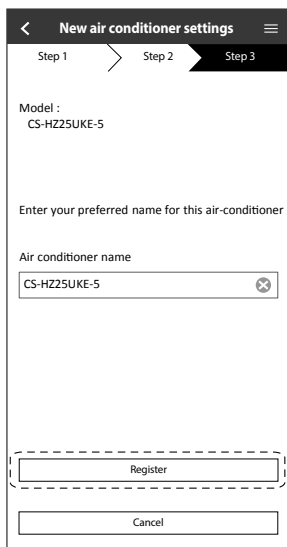 New air conditioner settings
Step 1
Step 2
Step 3
Model :
CS-HZ25UKE-5
Enter your preferred name for this air-conditioner
Air conditioner name
CS-HZ25UKE-5
Register
Cancel